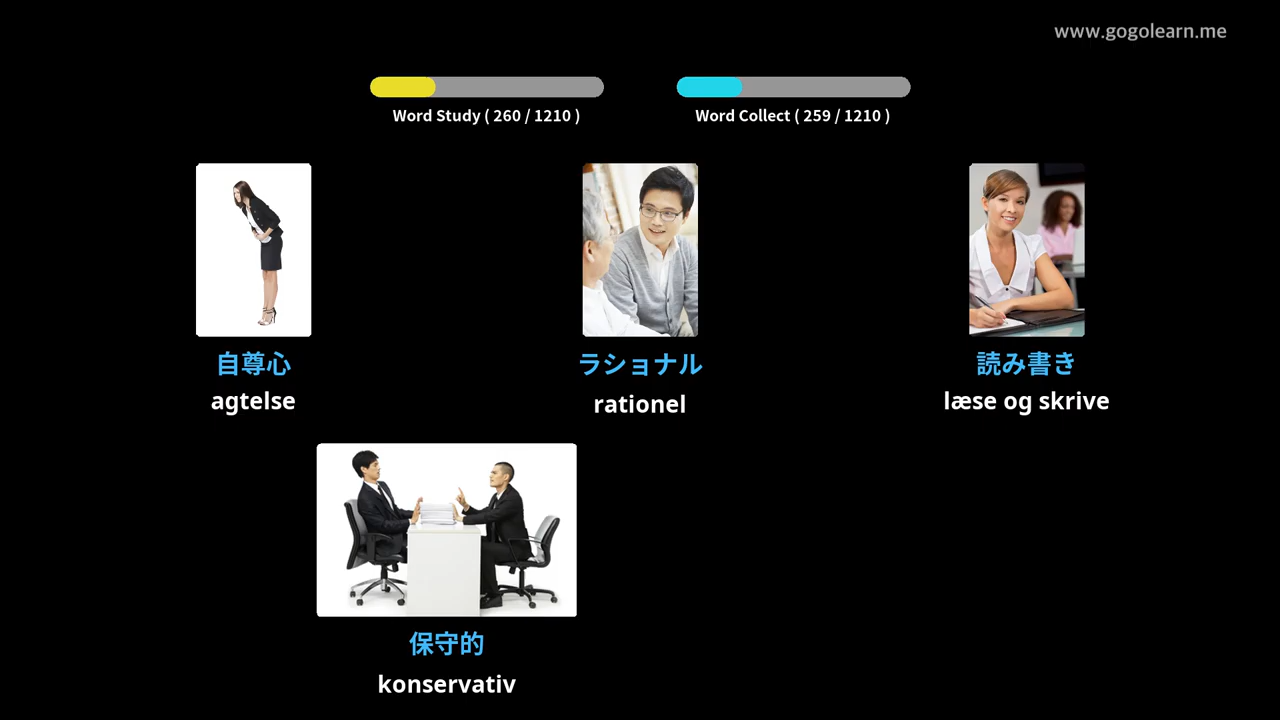 www.gogolearn.me
Word Study ( 260 / 1210 )
Word Collect ( 259 / 1210 )
自尊心
agtelse
ラショナル
rationel
読み書き
læse og skrive
保守的
konservativ